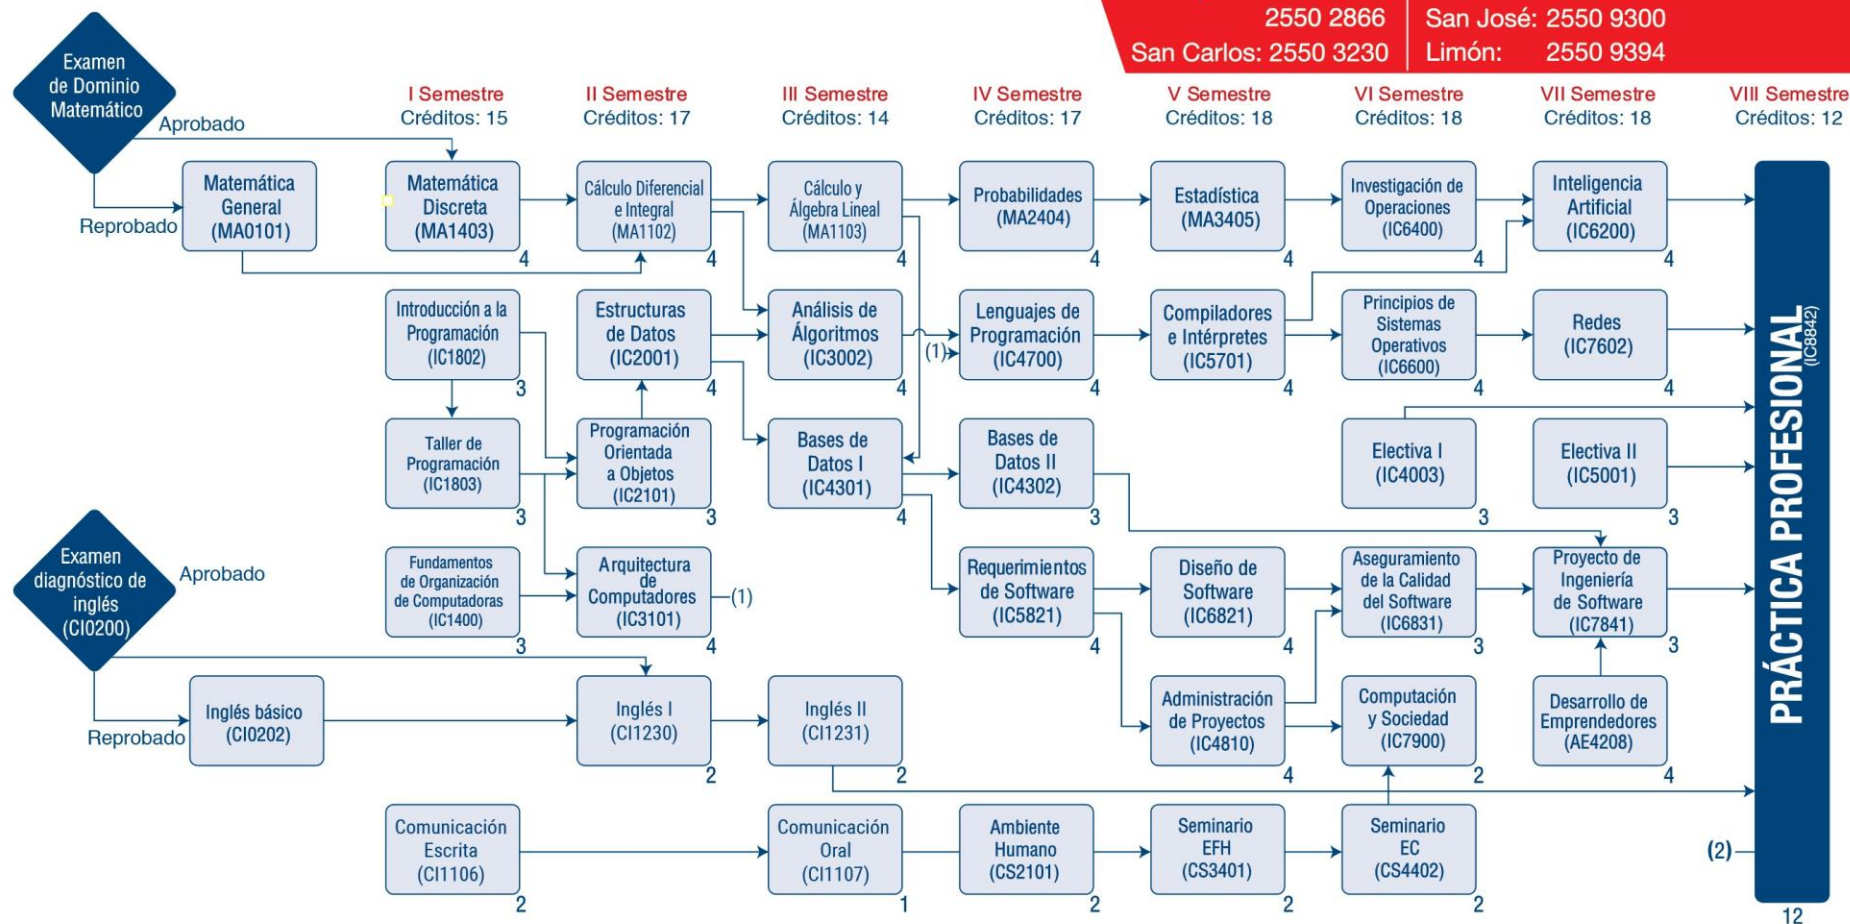 2550 2866
San José: 2550 9300
San Carlos: 2550 3230
Limón: 2550 9394
Examen
de Dominio
Matemático
Aprobado
Reprobado
I Semestre
Créditos: 15
II Semestre
Créditos: 17
III Semestre
Créditos: 14
IV Semestre
Créditos: 17
V Semestre
Créditos: 18
VI Semestre
Créditos: 18
VII Semestre
Créditos: 18
VIII Semestre
Créditos: 12
Matemática
General
(MA0101)
Matemática
Discreta
(MA1403)
4
Cálculo Diferencial
e Integral
(MA1102)
4
Cálculo y
Álgebra Lineal
(MA1103)
4
Probabilidades
(MA2404)
4
Estadística
(MA3405)
4
Investigación de
Operaciones
(IC6400)
4
Inteligencia
Artificial
(IC6200)
4
Introducción a la
Programación
(IC1802)
3
Estructuras
de Datos
(IC2001)
4
Análisis de
Álgoritmos
(IC3002)
4
(1)
Lenguajes de
Programación
(IC4700)
4
Compiladores
e Intérpretes
(IC5701)
4
Principios de
Sistemas
Operativos
(IC6600)
4
Redes
(IC7602)
4
Taller de
Programación
(IC1803)
3
Programación
Orientada
a Objetos
(IC2101)
3
Bases de
Datos I
(IC4301)
4
Bases de
Datos II
(IC4302)
3
Electiva I
(IC4003)
3
Electiva II
(IC5001)
3
Examen
diagnóstico de
inglés
(CI0200)
Aprobado
Reprobado
Fundamentos
de Organización
de Computadoras
(IC1400)
3
Arquitectura
de
Computadores
(IC3101)
4
(1)
Requerimientos
de Software
(IC5821)
4
Diseño de
Software
(IC6821)
4
Aseguramiento
de la Calidad
del Software
(IC6831)
3
Proyecto de
Ingeniería
de Software
(IC7841)
3
Inglés básico
(CI0202)
Inglés I
(CI1230)
2
Inglés II
(CI1231)
2
Administración
de Proyectos
(IC4810)
4
Computación
y Sociedad
(IC7900)
2
Desarrollo de
Emprendedores
(AE4208)
4
Comunicación
Escrita
(CI1106)
2
Comunicación
Oral
(CI1107)
1
Ambiente
Humano
(CS2101)
2
Seminario
EFH
(CS3401)
2
Seminario
EC
(CS4402)
2
(2)
PRÁCTICA PROFESIONAL
(IC8842)
12